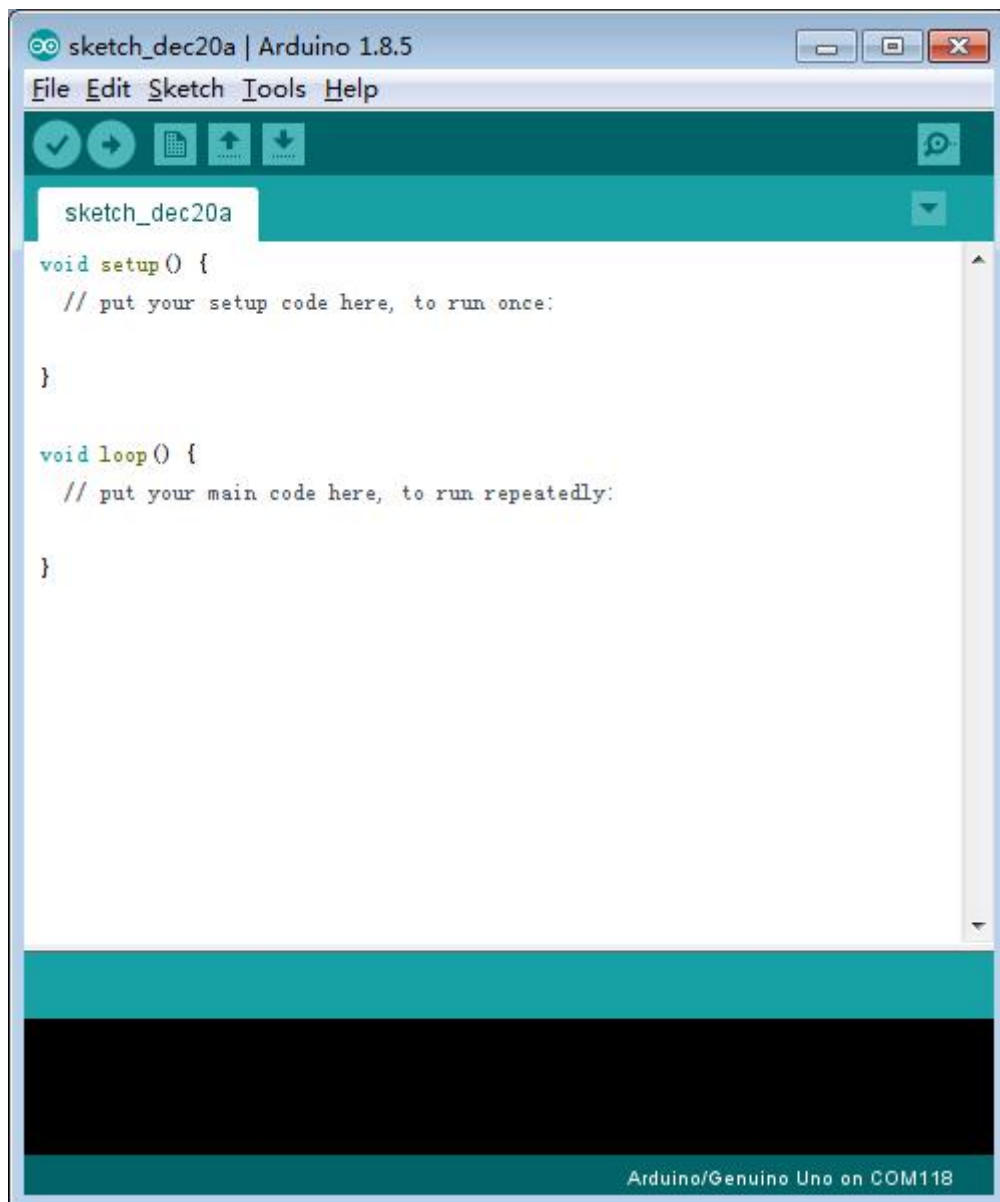 sketch_dec20a | Arduino 1.8.5
File Edit Sketch Tools Help
sketch_dec20a
void setup() {
  // put your setup code here, to run once:
}
void loop() {
  // put your main code here, to run repeatedly:
}
Arduino/Genuino Uno on COM118